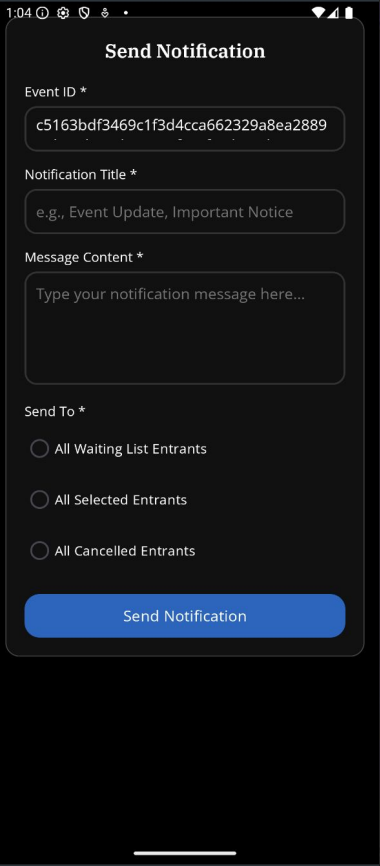 1:04
Send Notification
Event ID *
c5163bdf3469c1f3d4cca662329a8ea2889
Notification Title *
e.g., Event Update, Important Notice
Message Content *
Type your notification message here...
Send To *
All Waiting List Entrants
All Selected Entrants
All Cancelled Entrants
Send Notification